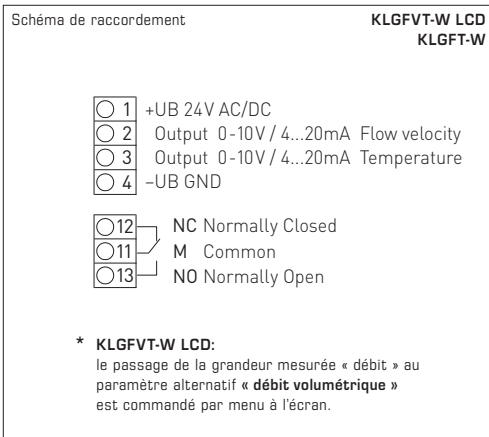 Schéma de raccordement KLGFVT-W LCD
KLGFT-W
1 +UB 24V AC/DC
2 Output 0-10V / 4...20mA Flow velocity
3 Output 0-10V / 4...20mA Temperature
4 –UB GND
12 NC Normally Closed
11 M Common
13 NO Normally Open
* KLGFVT-W LCD:
le passage de la grandeur mesurée « débit » au
paramètre alternatif « débit volumétrique »
est commandé par menu à l'écran.